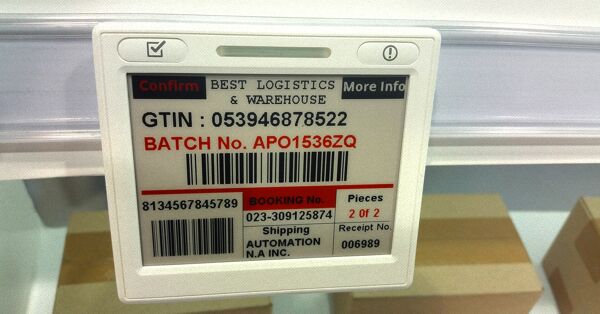 Confirm
BEST LOGISTICS
& WAREHOUSE
More Info
GTIN : 053946878522
BATCH No. APO1536ZQ
8134567845789
BOOKING No.
023-309125874
Shipping
AUTOMATION
N.A INC.
Pieces
2 of 2
Receipt No.
006989